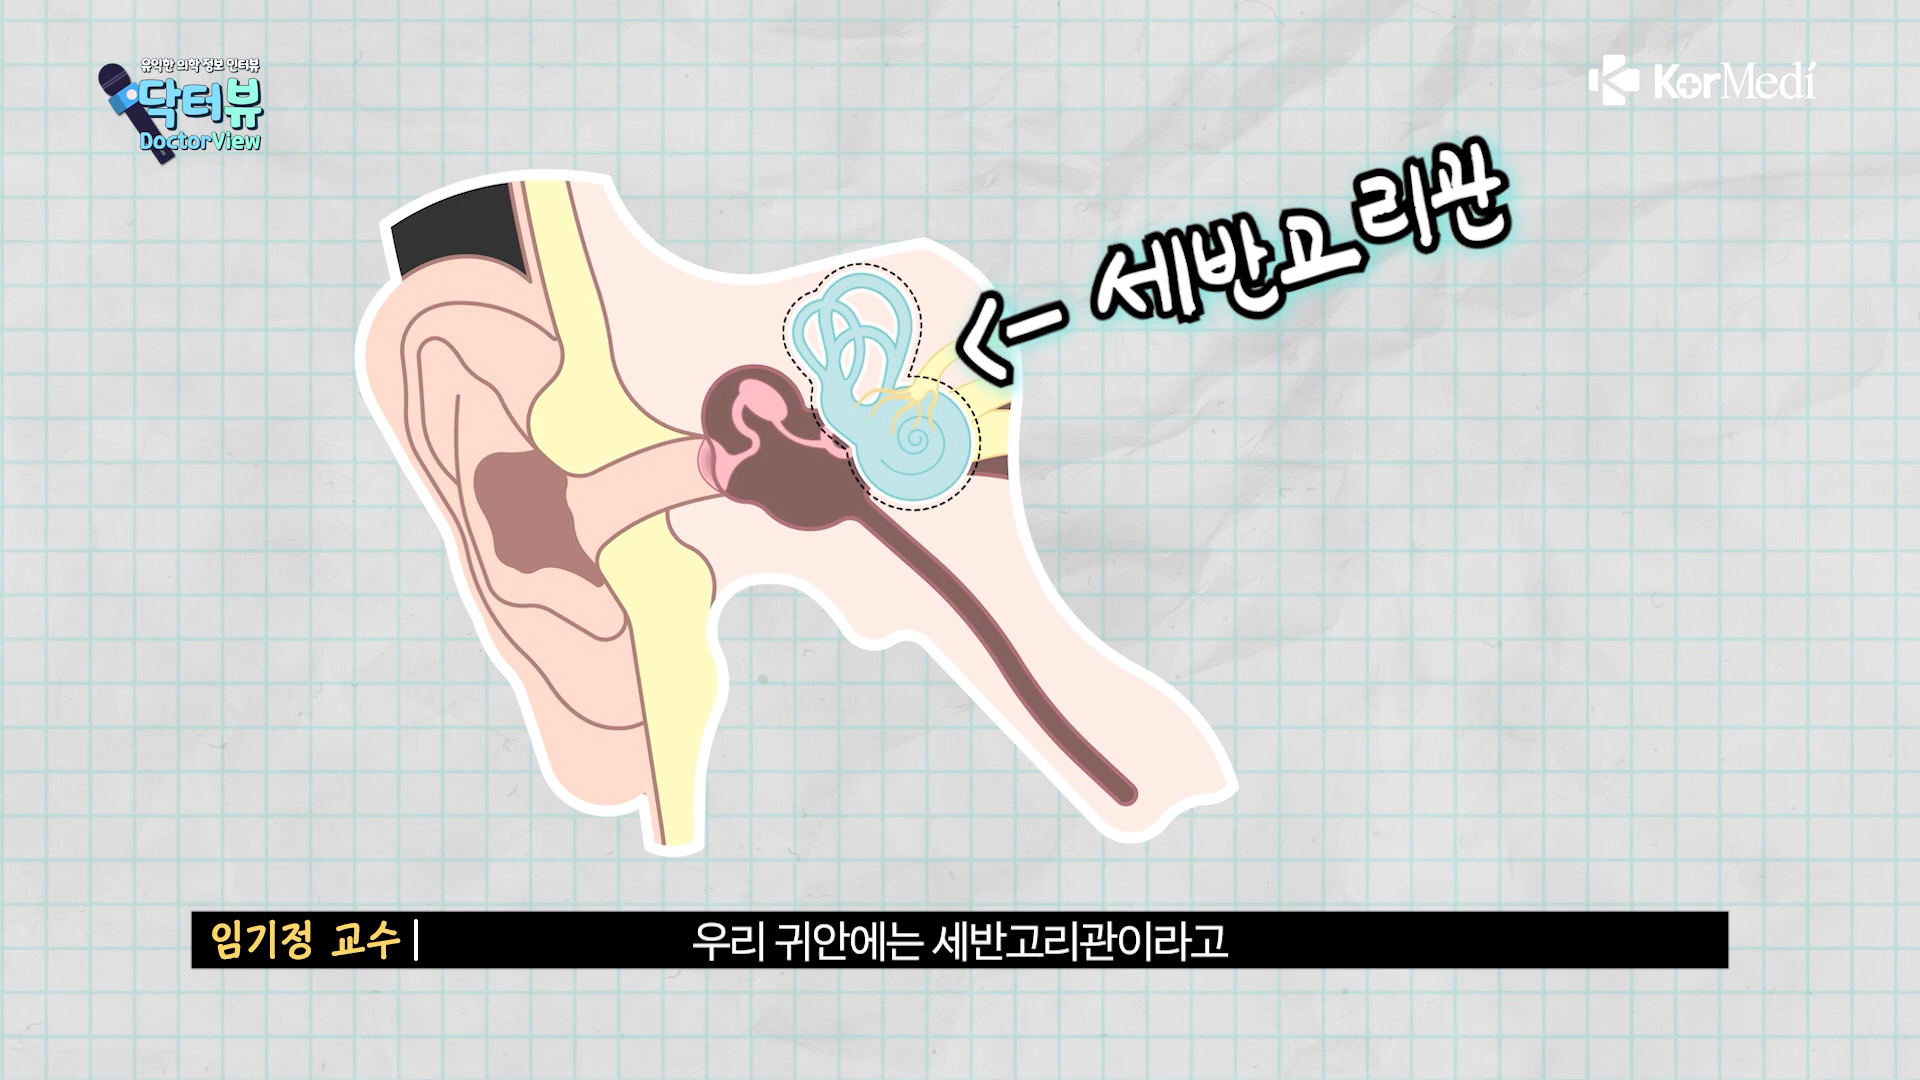 유익한 의학 정보 인터뷰
닥터뷰
DoctorView
KorMedi
<- 세반고리관
임기정 교수 | 우리 귀안에는 세반고리관이라고